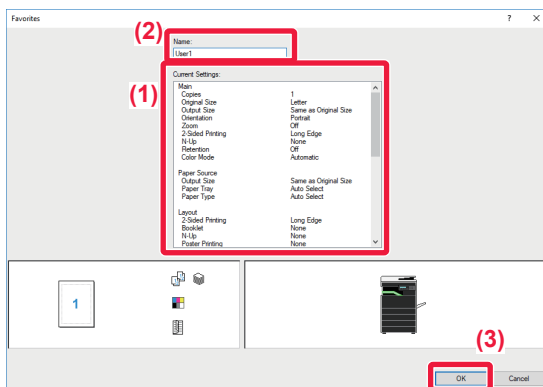 Favorites ? X
(2)
Name:
User1
(1)
Current Settings:
Main
Copies 1
Original Size Letter
Output Size Same as Original Size
Orientation Portrait
Zoom Off
2-Sided Printing Long Edge
N-Up None
Retention Off
Color Mode Automatic
Paper Source
Output Size Same as Original Size
Paper Tray Auto Select
Paper Type Auto Select
Layout
2-Sided Printing Long Edge
Booklet None
N-Up None
Poster Printing None
1
(3)
OK Cancel